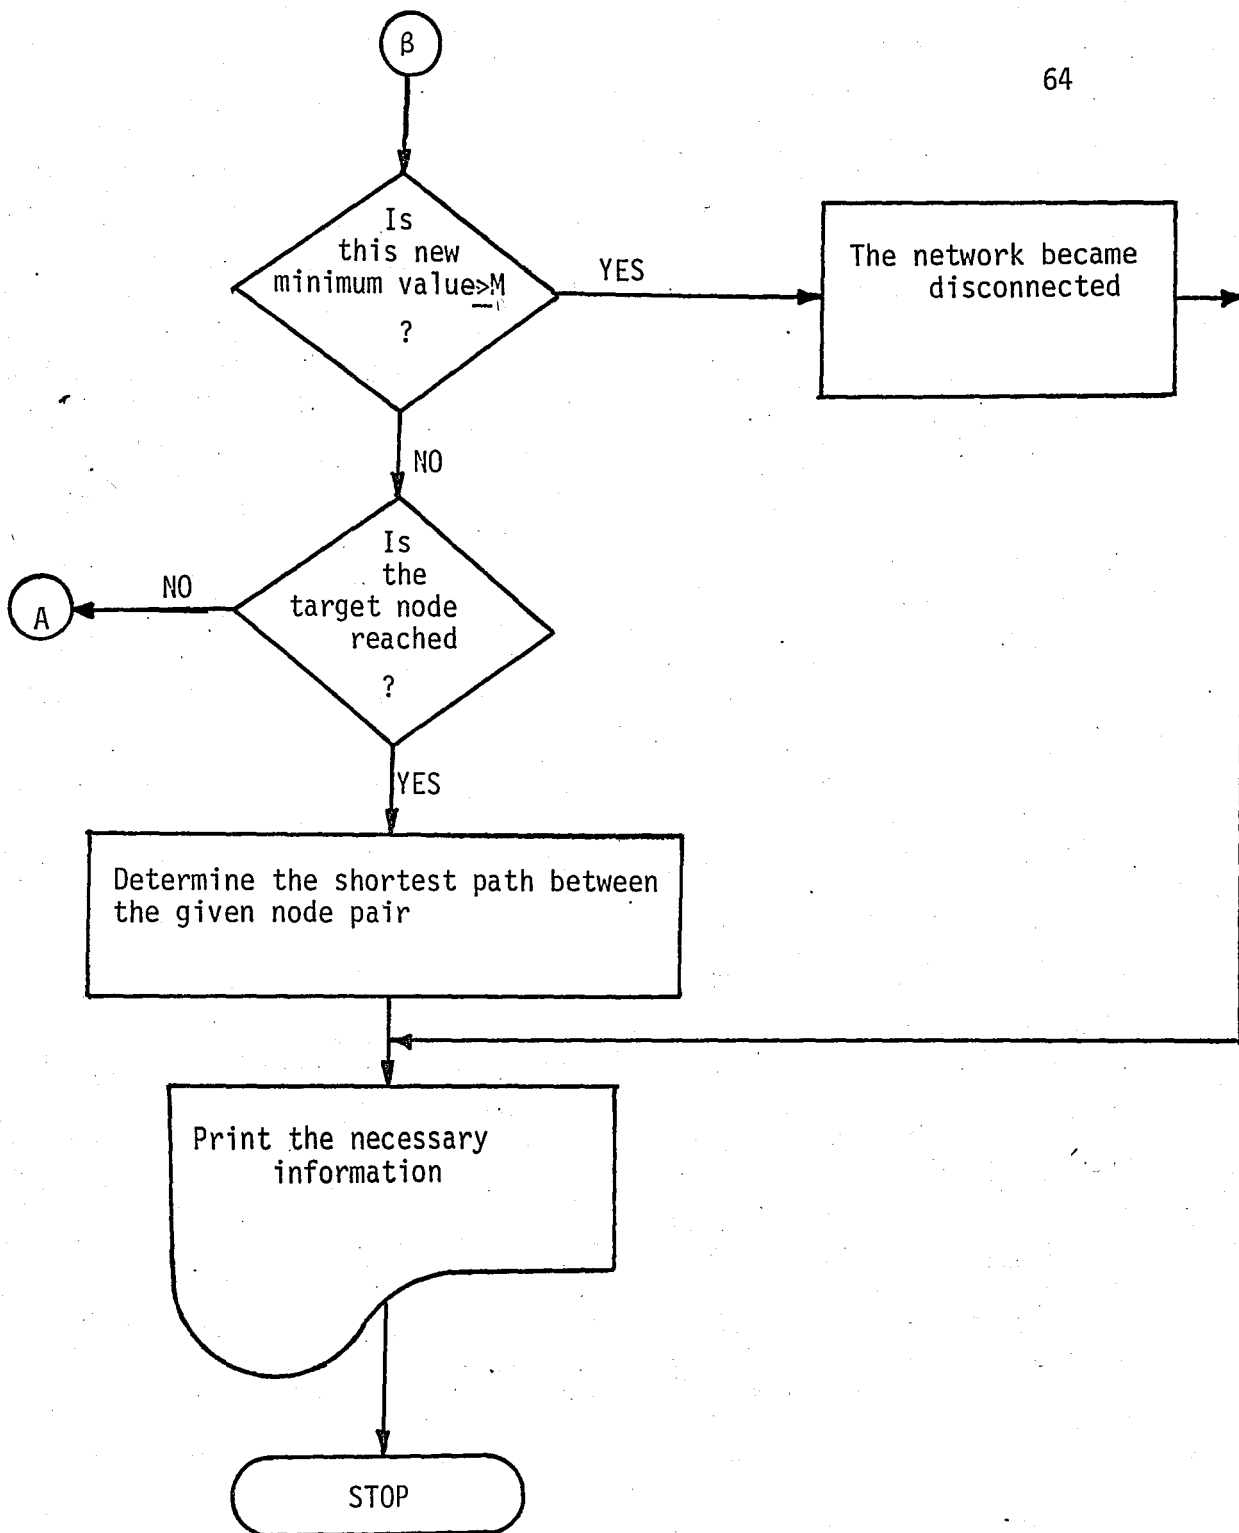 β
64
Is
this new
minimum value≥M
?
YES
The network became
disconnected
NO
Is
the
target node
reached
?
NO
A
YES
Determine the shortest path between
the given node pair
Print the necessary
information
STOP